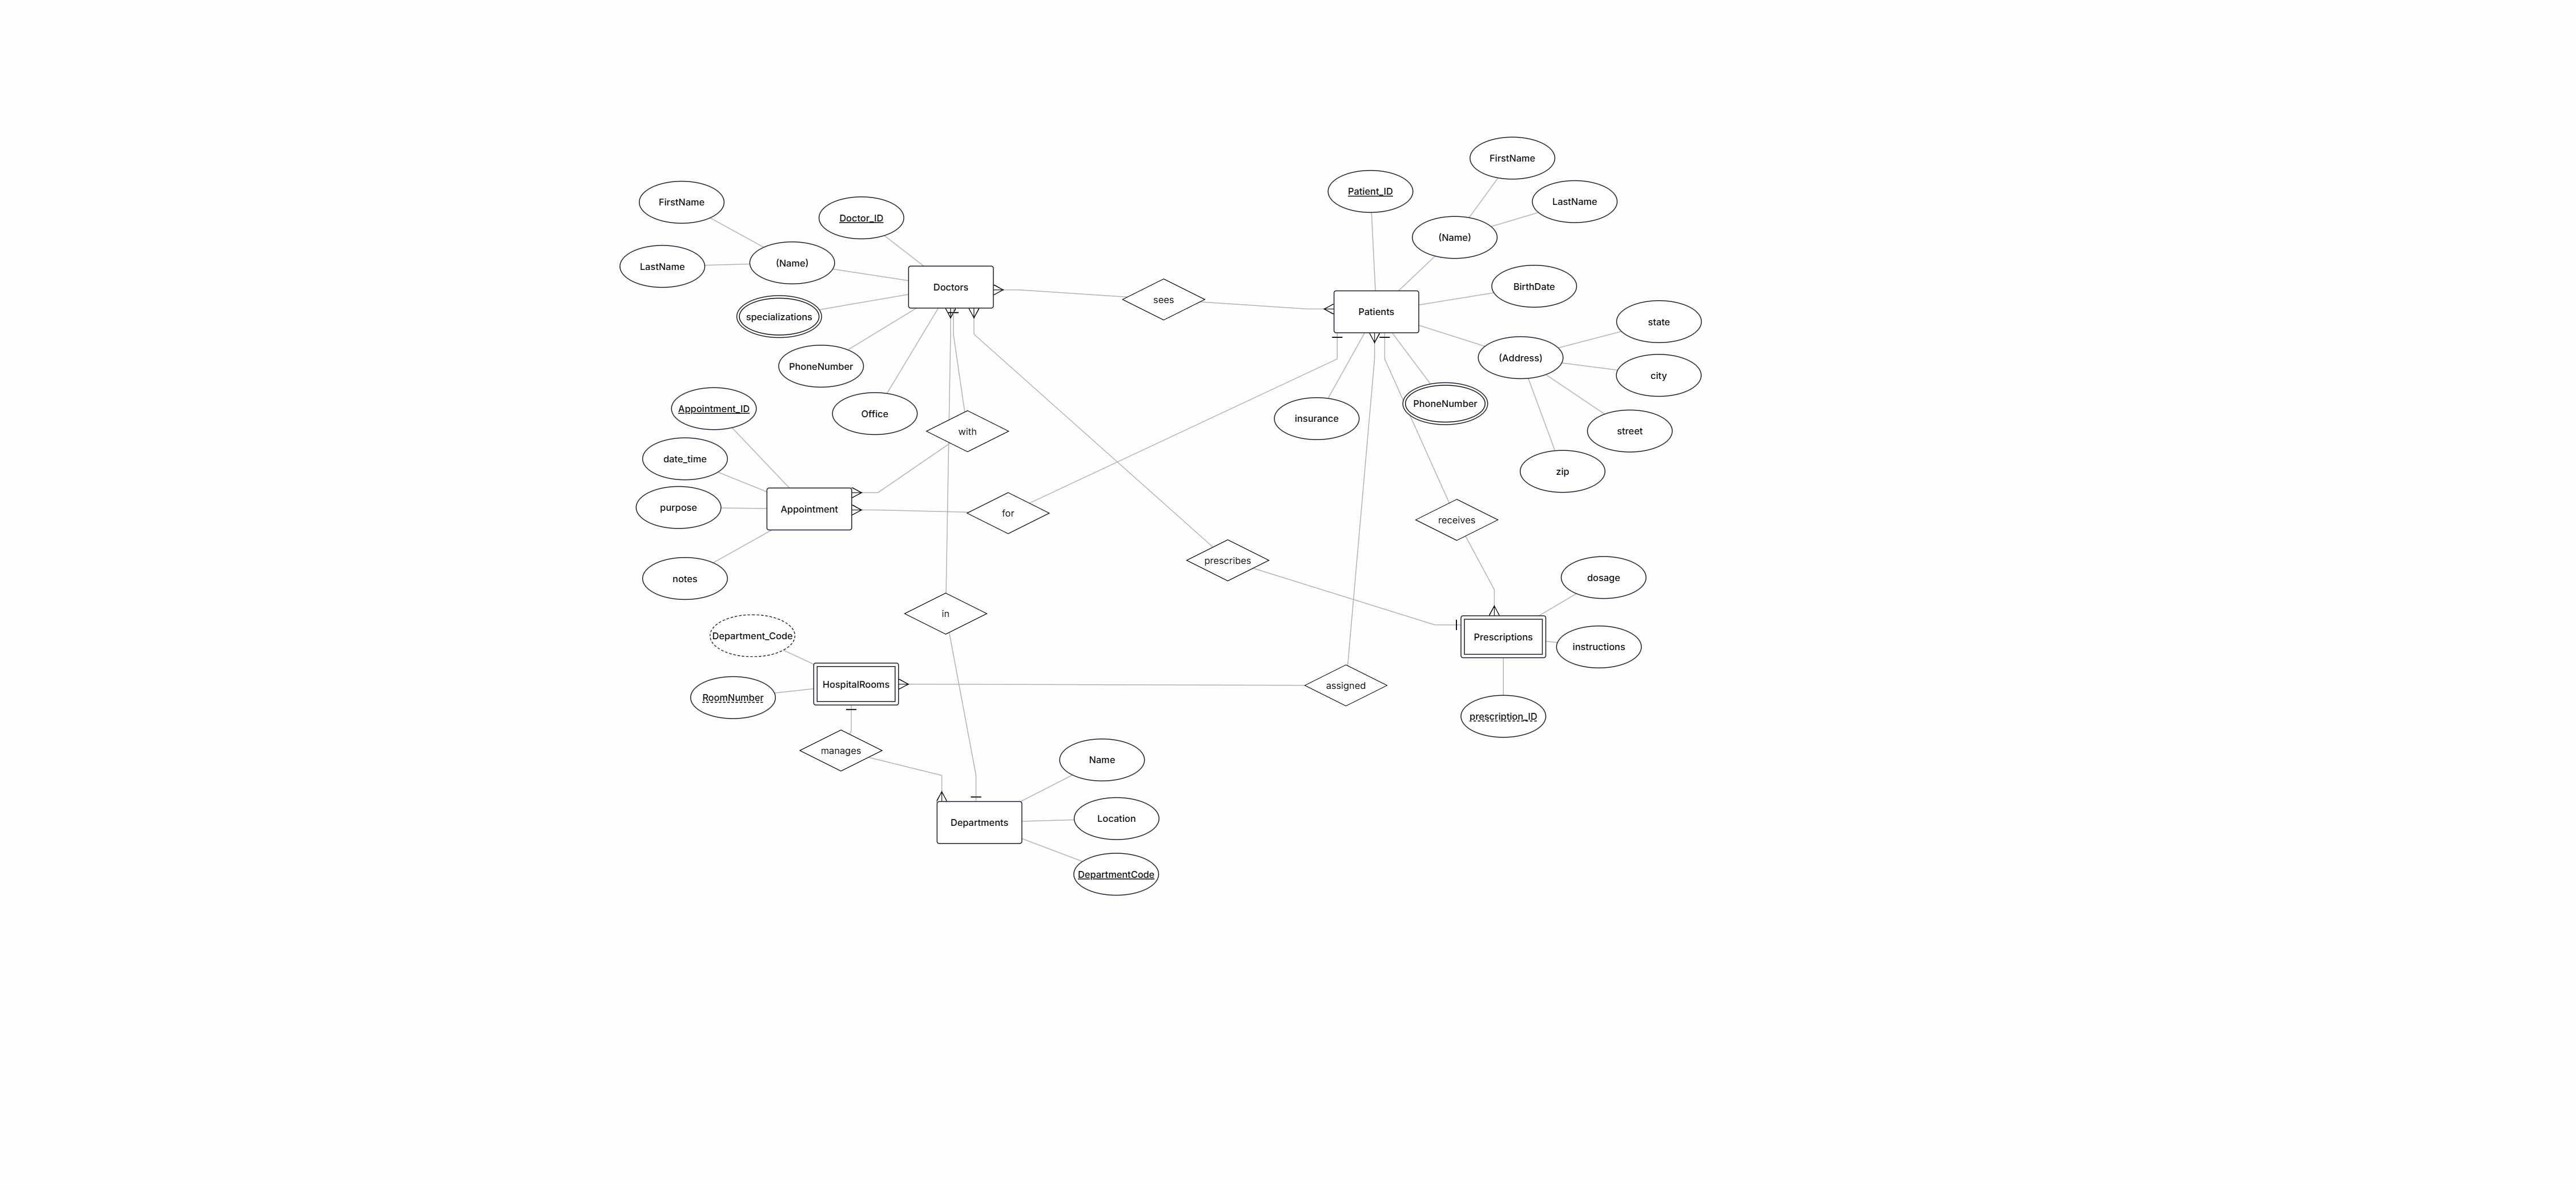 FirstName
Patient_ID
FirstName
LastName
Doctor_ID
LastName
(Name)
(Name)
LastName
Doctors
BirthDate
sees
Patients
specializations
state
PhoneNumber
(Address)
city
Appointment_ID
Office
insurance
PhoneNumber
with
street
date_time
zip
purpose
Appointment
for
receives
prescribes
notes
dosage
in
Department_Code
Prescriptions
instructions
HospitalRooms
assigned
RoomNumber
prescription_ID
manages
Name
Departments
Location
DepartmentCode